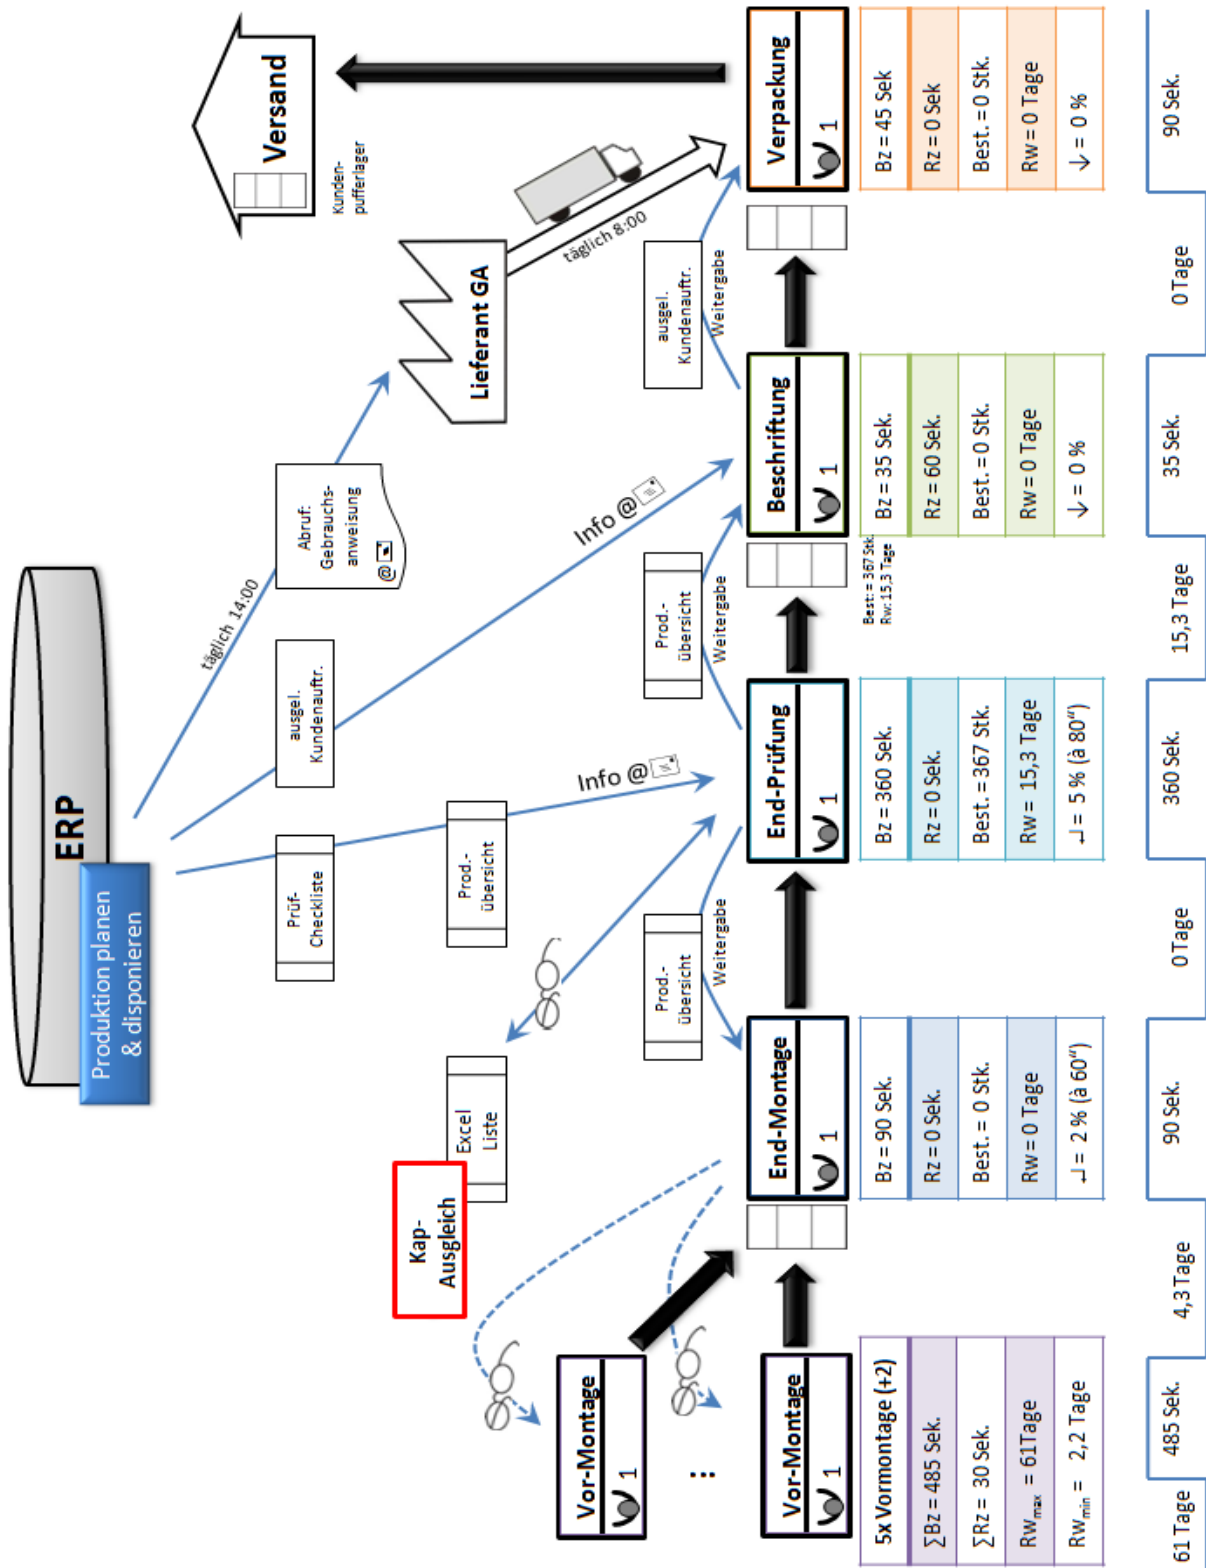 ERP
Produktion planen
& disponieren
täglich 14:00
Abruf:
Gebrauchs-
anweisung
@
ausgel.
Kundenauftr.
Prüf-
Checkliste
Prod.-
übersicht
Info @
Info @
Lieferant GA
täglich 8:00
Versand
Kunden-
pufferlager
Kap-
Ausgleich
Excel
Liste
Prod.-
übersicht
Weitergabe
Prod.-
übersicht
Weitergabe
ausgel.
Kundenauftr.
Weitergabe
Vor-Montage
1
...
Vor-Montage
1
End-Montage
1
End-Prüfung
1
Beschriftung
1
Verpackung
1
5x Vormontage (+2)
∑Bz = 485 Sek.
∑Rz = 30 Sek.
Rwmax = 61Tage
Rwmin = 2,2 Tage
Bz = 90 Sek.
Rz = 0 Sek.
Best. = 0 Stk.
Rw = 0 Tage
↵ = 2 % (à 60“)
Bz = 360 Sek.
Rz = 0 Sek.
Best. = 367 Stk.
Rw = 15,3 Tage
↵ = 5 % (à 80“)
Best: = 367 Stk.
Rw: 15,3 Tage
Bz = 35 Sek.
Rz = 60 Sek.
Best. = 0 Stk.
Rw = 0 Tage
↓ = 0 %
Bz = 45 Sek
Rz = 0 Sek
Best. = 0 Stk.
Rw = 0 Tage
↓ = 0 %
61 Tage
485 Sek.
4,3 Tage
90 Sek.
0 Tage
360 Sek.
15,3 Tage
35 Sek.
0 Tage
90 Sek.